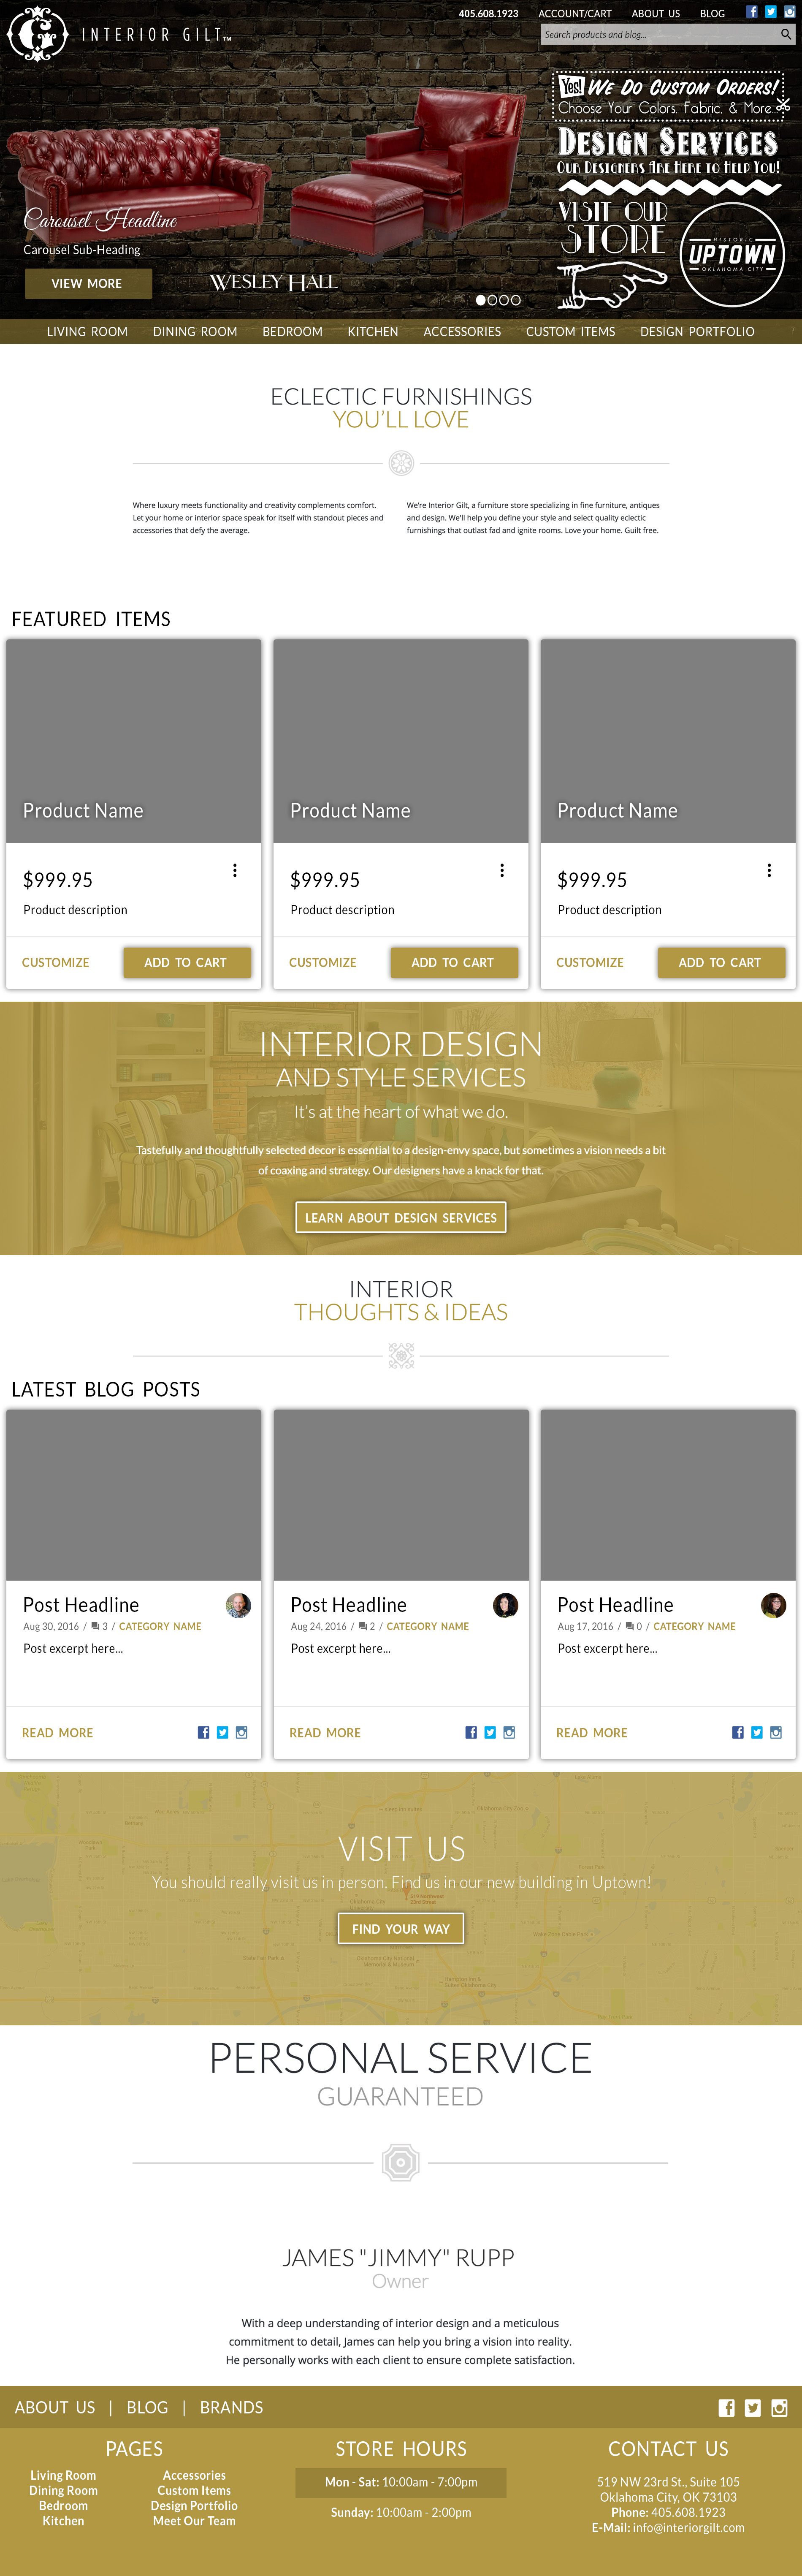 405.608.1923 ACCOUNT/CART ABOUT US BLOG
INTERIOR GILT™
Search products and blog...
Yes! WE DO CUSTOM ORDERS!
Choose Your Colors, Fabric, & More...
DESIGN SERVICES
OUR DESIGNERS ARE HERE TO HELP YOU!
VISIT OUR
STORE
HISTORIC
UPTOWN
OKLAHOMA CITY
Carousel Headline
Carousel Sub-Heading
VIEW MORE
WESLEY HALL
LIVING ROOM DINING ROOM BEDROOM KITCHEN ACCESSORIES CUSTOM ITEMS DESIGN PORTFOLIO
ECLECTIC FURNISHINGS
YOU'LL LOVE
Where luxury meets functionality and creativity complements comfort.
Let your home or interior space speak for itself with standout pieces and
accessories that defy the average.
We're Interior Gilt, a furniture store specializing in fine furniture, antiques
and design. We'll help you define your style and select quality eclectic
furnishings that outlast fad and ignite rooms. Love your home. Guilt free.
FEATURED ITEMS
Product Name
$999.95
Product description
CUSTOMIZE ADD TO CART
Product Name
$999.95
Product description
CUSTOMIZE ADD TO CART
Product Name
$999.95
Product description
CUSTOMIZE ADD TO CART
INTERIOR DESIGN
AND STYLE SERVICES
It's at the heart of what we do.
Tastefully and thoughtfully selected decor is essential to a design-envy space, but sometimes a vision needs a bit
of coaxing and strategy. Our designers have a knack for that.
LEARN ABOUT DESIGN SERVICES
INTERIOR
THOUGHTS & IDEAS
LATEST BLOG POSTS
Post Headline
Aug 30, 2016 / 3 / CATEGORY NAME
Post excerpt here...
READ MORE
Post Headline
Aug 24, 2016 / 2 / CATEGORY NAME
Post excerpt here...
READ MORE
Post Headline
Aug 17, 2016 / 0 / CATEGORY NAME
Post excerpt here...
READ MORE
VISIT US
You should really visit us in person. Find us in our new building in Uptown!
FIND YOUR WAY
PERSONAL SERVICE
GUARANTEED
JAMES "JIMMY" RUPP
Owner
With a deep understanding of interior design and a meticulous
commitment to detail, James can help you bring a vision into reality.
He personally works with each client to ensure complete satisfaction.
ABOUT US | BLOG | BRANDS
PAGES
Living Room
Dining Room
Bedroom
Kitchen
Accessories
Custom Items
Design Portfolio
Meet Our Team
STORE HOURS
Mon - Sat: 10:00am - 7:00pm
Sunday: 10:00am - 2:00pm
CONTACT US
519 NW 23rd St., Suite 105
Oklahoma City, OK 73103
Phone: 405.608.1923
E-Mail: info@interiorgilt.com